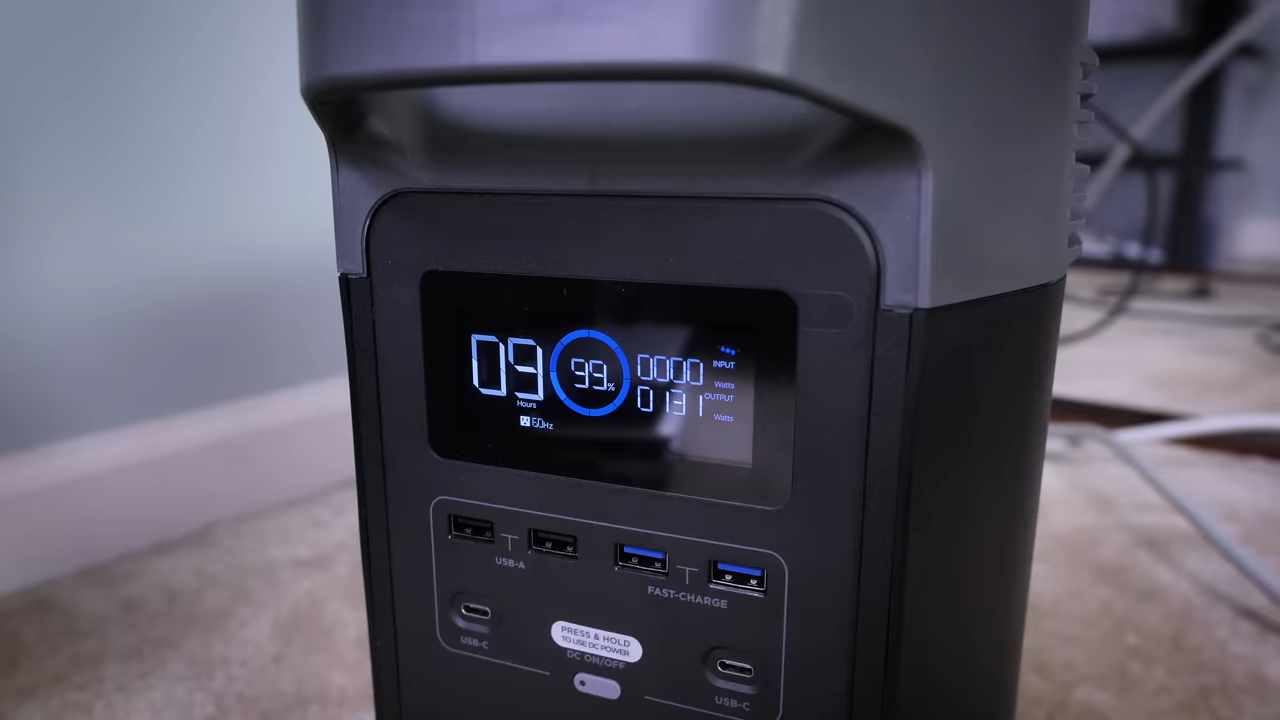 09
Hours
60Hz
99%
0000
INPUT
Watts
0131
OUTPUT
Watts
USB-A
FAST-CHARGE
USB-C
PRESS & HOLD
TO USE DC POWER
DC ON/OFF
USB-C